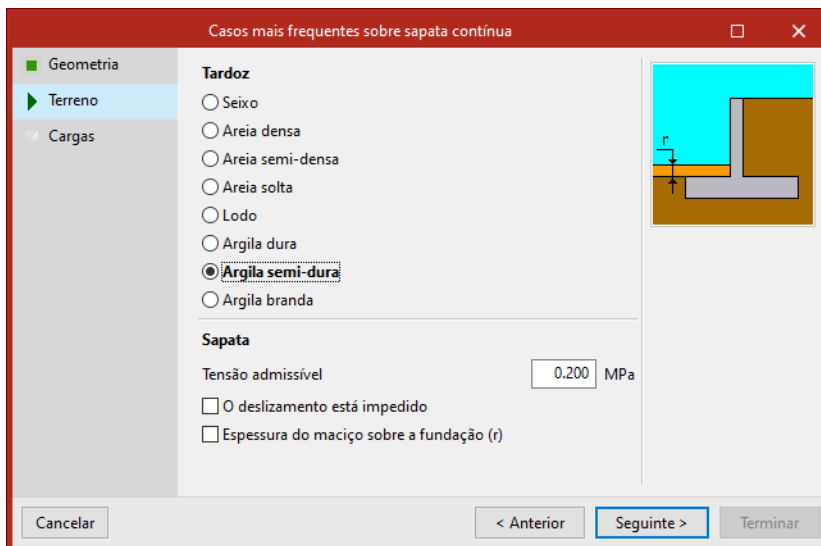 Casos mais frequentes sobre sapata contínua
Geometria
Terreno
Cargas
Tardoz
Seixo
Areia densa
Areia semi-densa
Areia solta
Lodo
Argila dura
Argila semi-dura
Argila branda
Sapata
Tensão admissível 0.200 MPa
O deslizamento está impedido
Espessura do maciço sobre a fundação (r)
r
Cancelar < Anterior Seguinte > Terminar